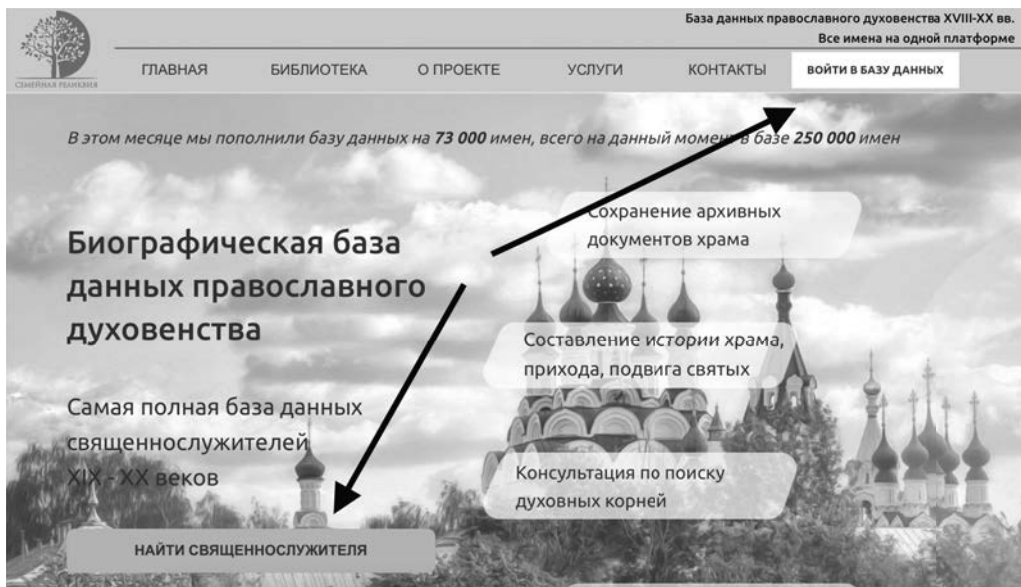 База данных православного духовенства XVIII-XX вв.
Все имена на одной платформе
СЕМЕЙНАЯ РЕЛИКВИЯ
ГЛАВНАЯ БИБЛИОТЕКА О ПРОЕКТЕ УСЛУГИ КОНТАКТЫ ВОЙТИ В БАЗУ ДАННЫХ
В этом месяце мы пополнили базу данных на 73 000 имен, всего на данный момент в базе 250 000 имен
Биографическая база
данных православного
духовенства
Самая полная база данных
священнослужителей
XIX - XX веков
НАЙТИ СВЯЩЕННОСЛУЖИТЕЛЯ
Сохранение архивных
документов храма
Составление истории храма,
прихода, подвига святых
Консультация по поиску
духовных корней